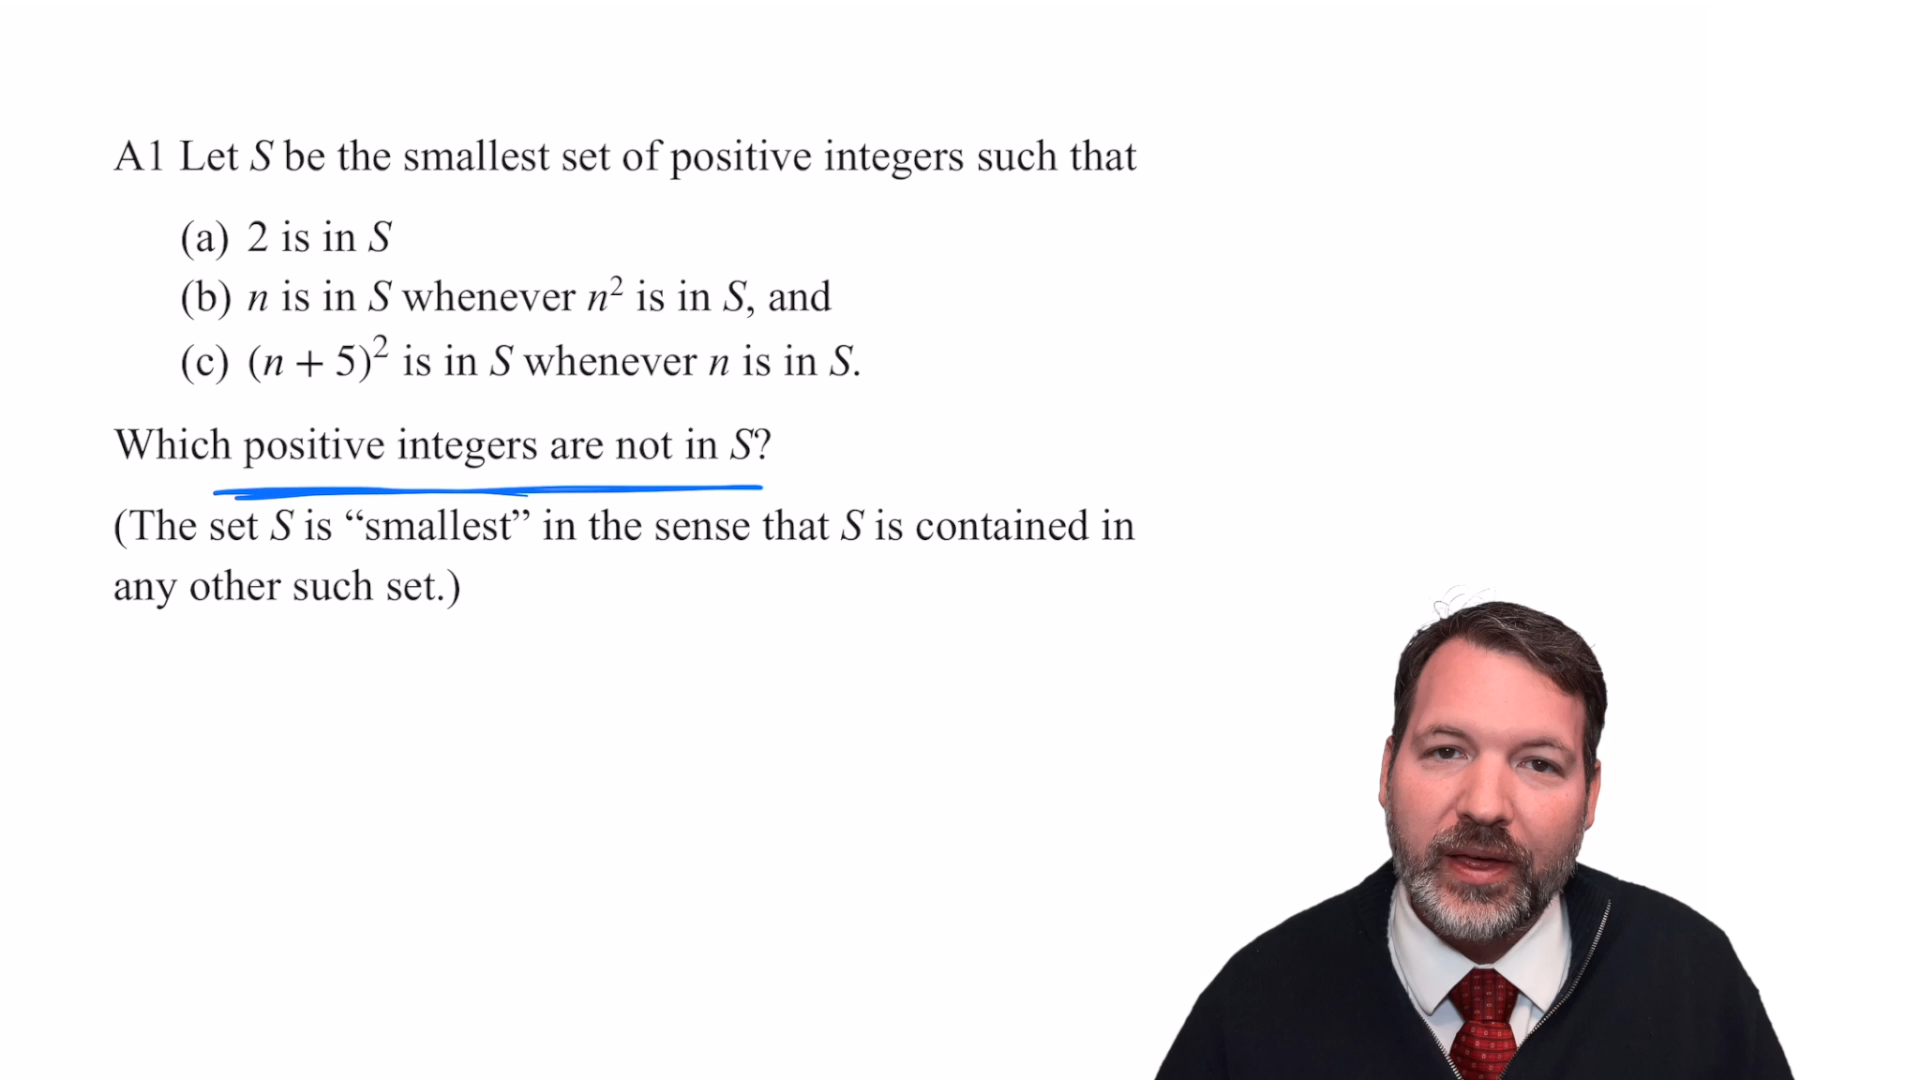 A1 Let S be the smallest set of positive integers such that
(a) 2 is in S
(b) n is in S whenever n² is in S, and
(c) (n + 5)² is in S whenever n is in S.
Which positive integers are not in S?
(The set S is “smallest” in the sense that S is contained in
any other such set.)